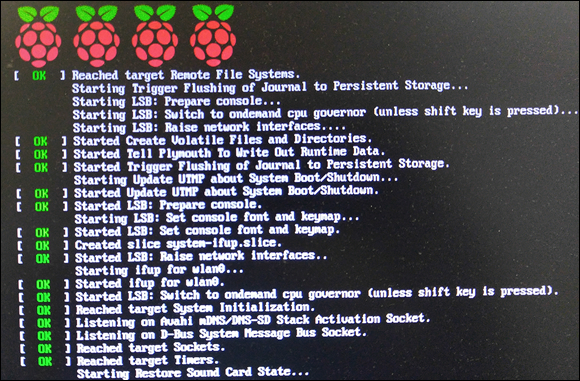 [ OK ] Reached target Remote File Systems.
Starting Trigger Flushing of Journal to Persistent Storage...
Starting LSB: Prepare console...
Starting LSB: Switch to ondemand cpu governor (unless shift key is pressed)...
Starting LSB: Raise network interfaces....
[ OK ] Started Create Volatile Files and Directories.
[ OK ] Started Tell Plymouth To Write Out Runtime Data.
[ OK ] Started Trigger Flushing of Journal to Persistent Storage.
Starting Update UTMP about System Boot/Shutdown...
[ OK ] Started Update UTMP about System Boot/Shutdown.
[ OK ] Started LSB: Prepare console.
Starting LSB: Set console font and keymap...
[ OK ] Started LSB: Set console font and keymap.
[ OK ] Created slice system-ifup.slice.
[ OK ] Started LSB: Raise network interfaces..
Starting ifup for wlan0...
[ OK ] Started ifup for wlan0.
[ OK ] Started LSB: Switch to ondemand cpu governor (unless shift key is pressed).
[ OK ] Reached target System Initialization.
[ OK ] Listening on Avahi mDNS/DNS-SD Stack Activation Socket.
[ OK ] Listening on D-Bus System Message Bus Socket.
[ OK ] Reached target Sockets.
[ OK ] Reached target Timers.
Starting Restore Sound Card State...